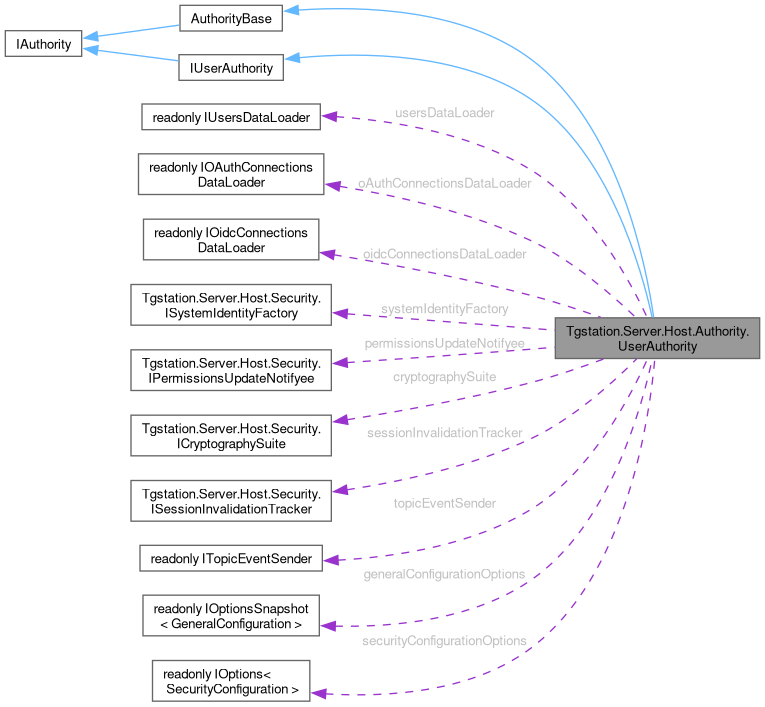 AuthorityBase
IAuthority
IUserAuthority
readonly IUsersDataLoader
usersDataLoader
readonly IOAuthConnections
DataLoader
oAuthConnectionsDataLoader
readonly IOidcConnections
DataLoader
oidcConnectionsDataLoader
Tgstation.Server.Host.Security.
ISystemIdentityFactory
systemIdentityFactory
Tgstation.Server.Host.Authority.
UserAuthority
permissionsUpdateNotifyee
Tgstation.Server.Host.Security.
IPermissionsUpdateNotifyee
cryptographySuite
Tgstation.Server.Host.Security.
ICryptographySuite
sessionInvalidationTracker
Tgstation.Server.Host.Security.
ISessionInvalidationTracker
topicEventSender
readonly ITopicEventSender
generalConfigurationOptions
readonly IOptionsSnapshot
< GeneralConfiguration >
securityConfigurationOptions
readonly IOptions<
SecurityConfiguration >